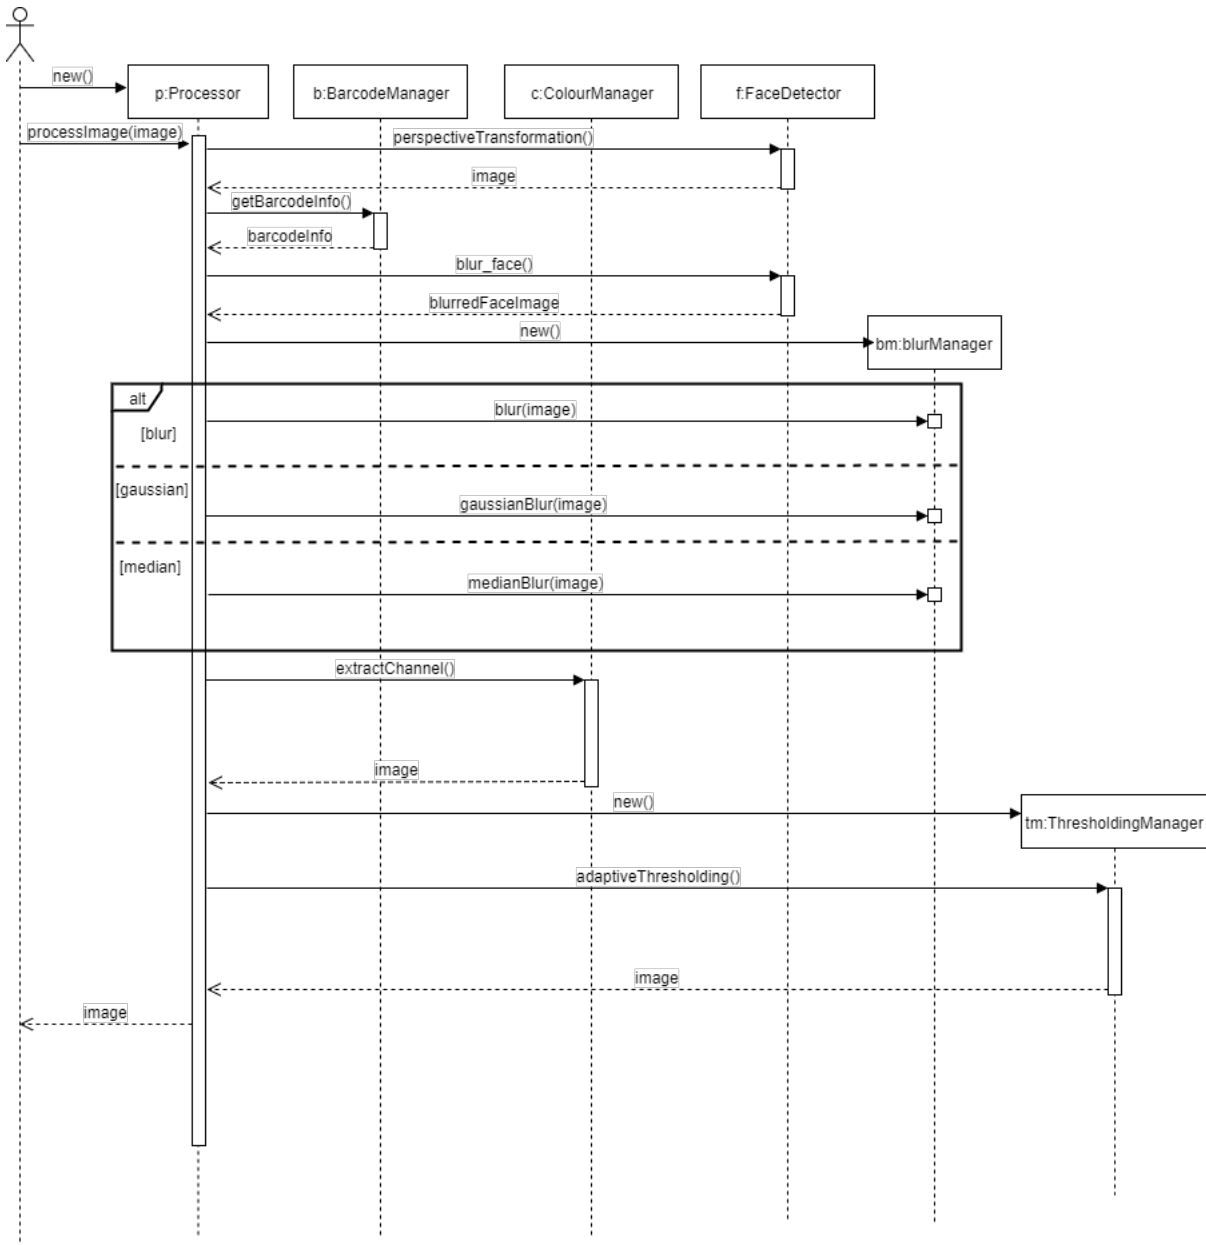 new()
p:Processor
b:BarcodeManager
c:ColourManager
f:FaceDetector
processImage(image)
perspectiveTransformation()
image
getBarcodeInfo()
barcodeInfo
blur_face()
blurredFaceImage
new()
bm:blurManager
alt
blur(image)
[blur]
[gaussian]
gaussianBlur(image)
[median]
medianBlur(image)
extractChannel()
image
new()
tm:ThresholdingManager
adaptiveThresholding()
image
image